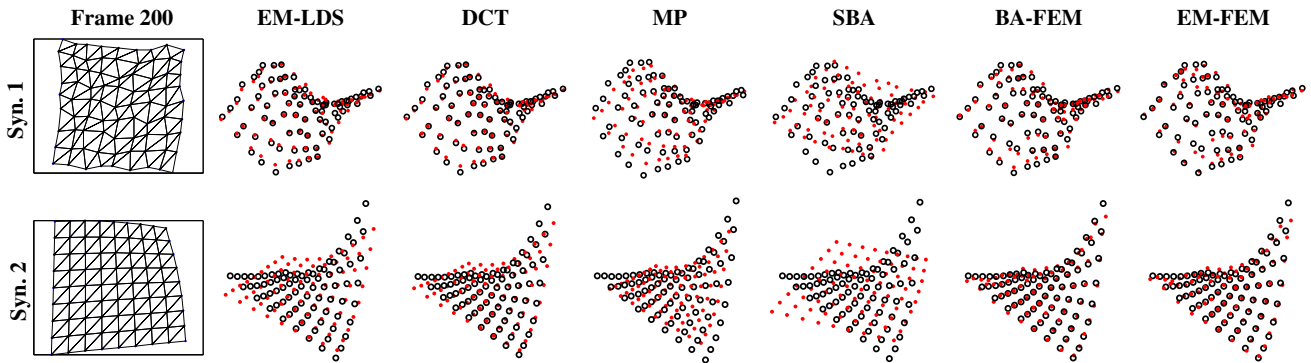 Frame 200 EM-LDS DCT MP SBA BA-FEM EM-FEM
Syn. 1
Syn. 2